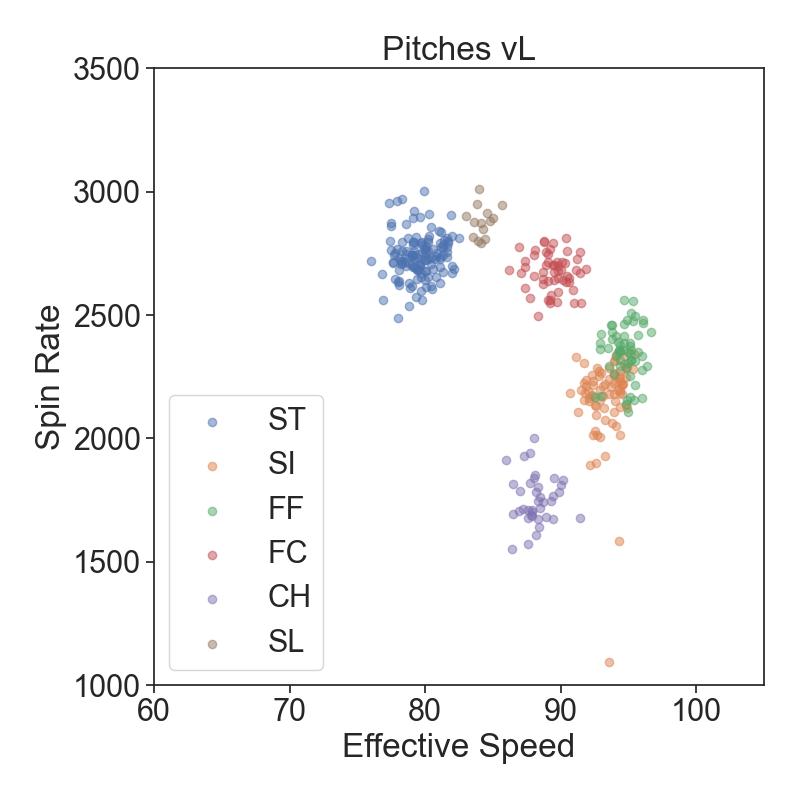 Pitches vL
3500
3000
2500
2000
1500
1000
Spin Rate
ST
SI
FF
FC
CH
SL
60 70 80 90 100
Effective Speed